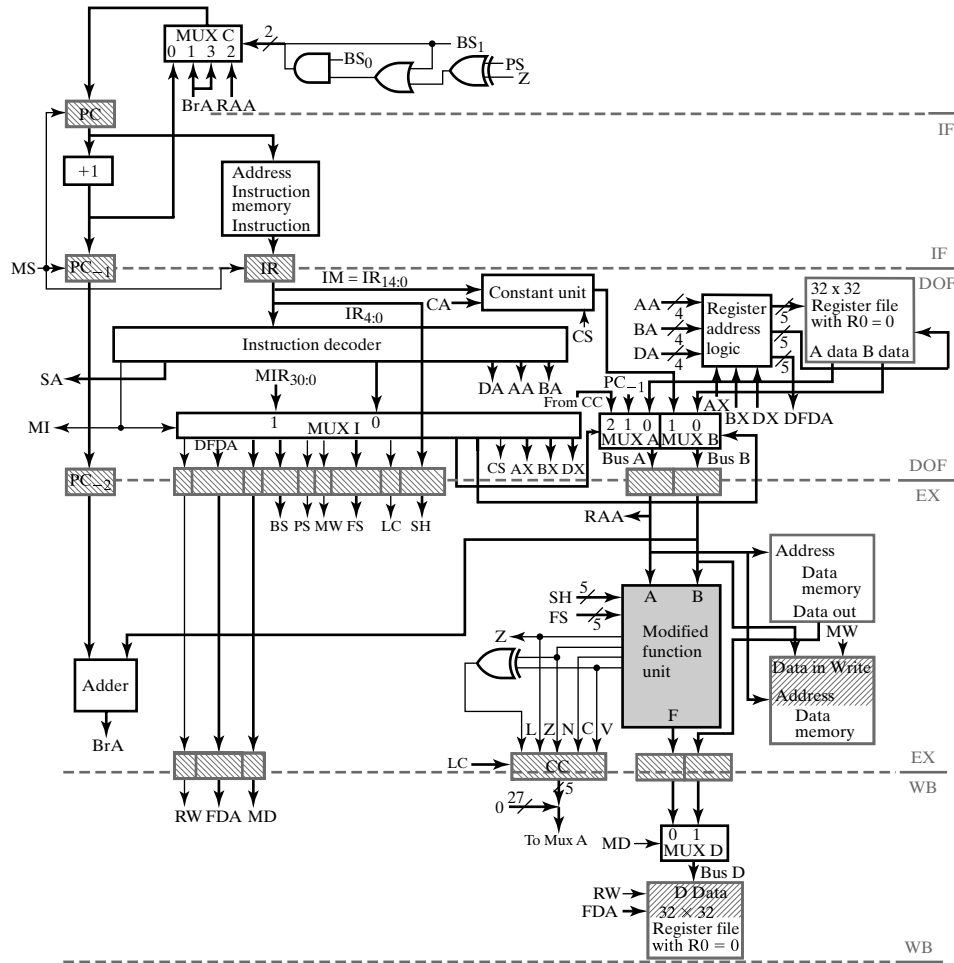 MUX C
0 1 3 2
2
BS1
BS0
PS
Z
BrA RAA
PC
IF
+1
Address
Instruction
memory
Instruction
MS
PC–1
IR
IF
DOF
IM = IR14:0
CA
Constant unit
CS
IR4:0
AA
4
BA
4
DA
4
Register
address
logic
5
5
5
32 x 32
Register file
with R0 = 0
A data B data
Instruction decoder
SA
DA AA BA
MIR30:0
From CC
PC–1
AX
BX DX DFDA
MI
1 0
MUX I
2 1 0
MUX A
1 0
MUX B
DFDA
CS AX BX DX
Bus A
Bus B
PC–2
DOF
EX
BS PS MW FS LC SH
RAA
Address
Data
memory
Data out
SH
5
FS
5
A B
Modified
function
unit
F
Z
MW
Data in Write
Address
Data
memory
Adder
BrA
L Z N C V
LC
CC
EX
WB
5
0
27
To Mux A
RW FDA MD
MD
0 1
MUX D
Bus D
RW
FDA
D Data
32 × 32
Register file
with R0 = 0
WB